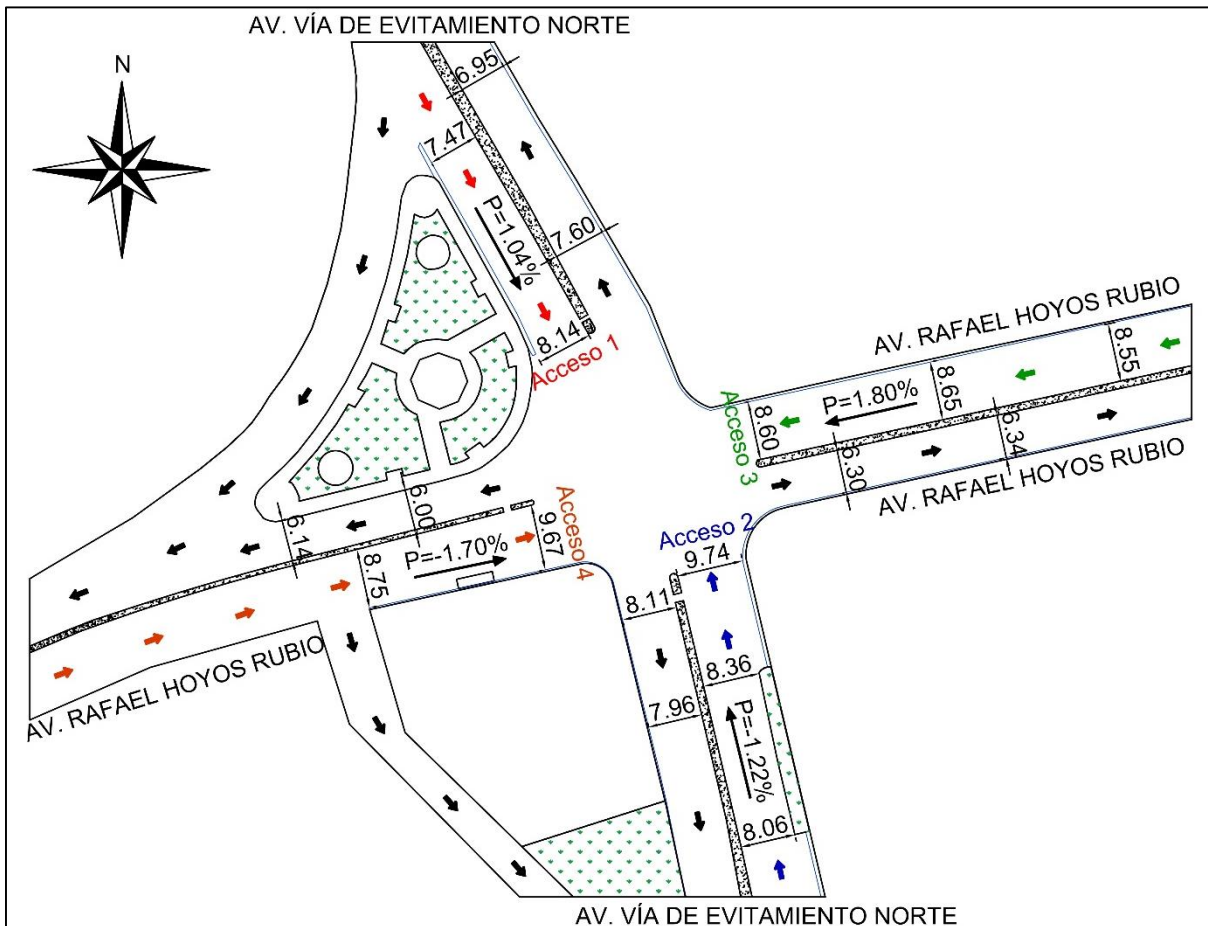 AV. VÍA DE EVITAMIENTO NORTE
N
6.95
7.47
P=1.04%
7.60
8.14
Acceso 1
AV. RAFAEL HOYOS RUBIO
8.55
8.65
P=1.80%
8.60
Acceso 3
6.34
6.30
AV. RAFAEL HOYOS RUBIO
6.00
6.14
9.67
Acceso 4
P=-1.70%
8.75
AV. RAFAEL HOYOS RUBIO
Acceso 2
9.74
8.11
8.36
7.96
P=-1.22%
8.06
AV. VÍA DE EVITAMIENTO NORTE